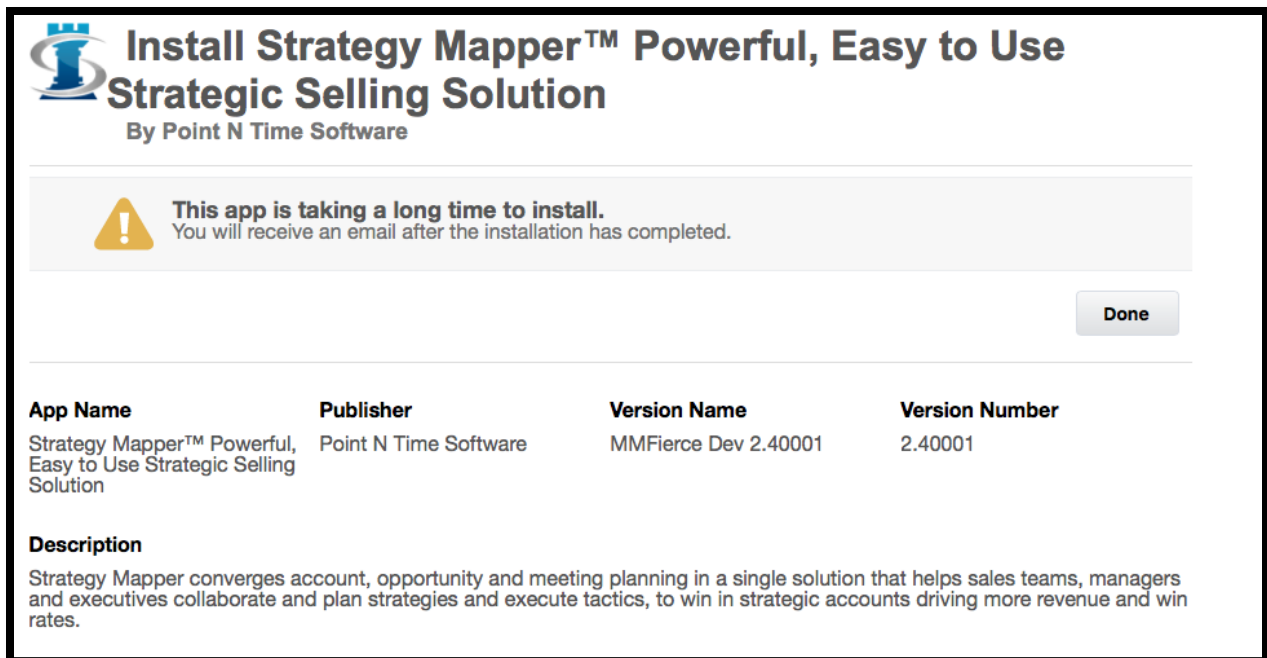 Install Strategy Mapper™ Powerful, Easy to Use
Strategic Selling Solution
By Point N Time Software
This app is taking a long time to install.
You will receive an email after the installation has completed.
Done
App Name
Publisher
Version Name
Version Number
Strategy Mapper™ Powerful,
Easy to Use Strategic Selling
Solution
Point N Time Software
MMFierce Dev 2.40001
2.40001
Description
Strategy Mapper converges account, opportunity and meeting planning in a single solution that helps sales teams, managers
and executives collaborate and plan strategies and execute tactics, to win in strategic accounts driving more revenue and win
rates.